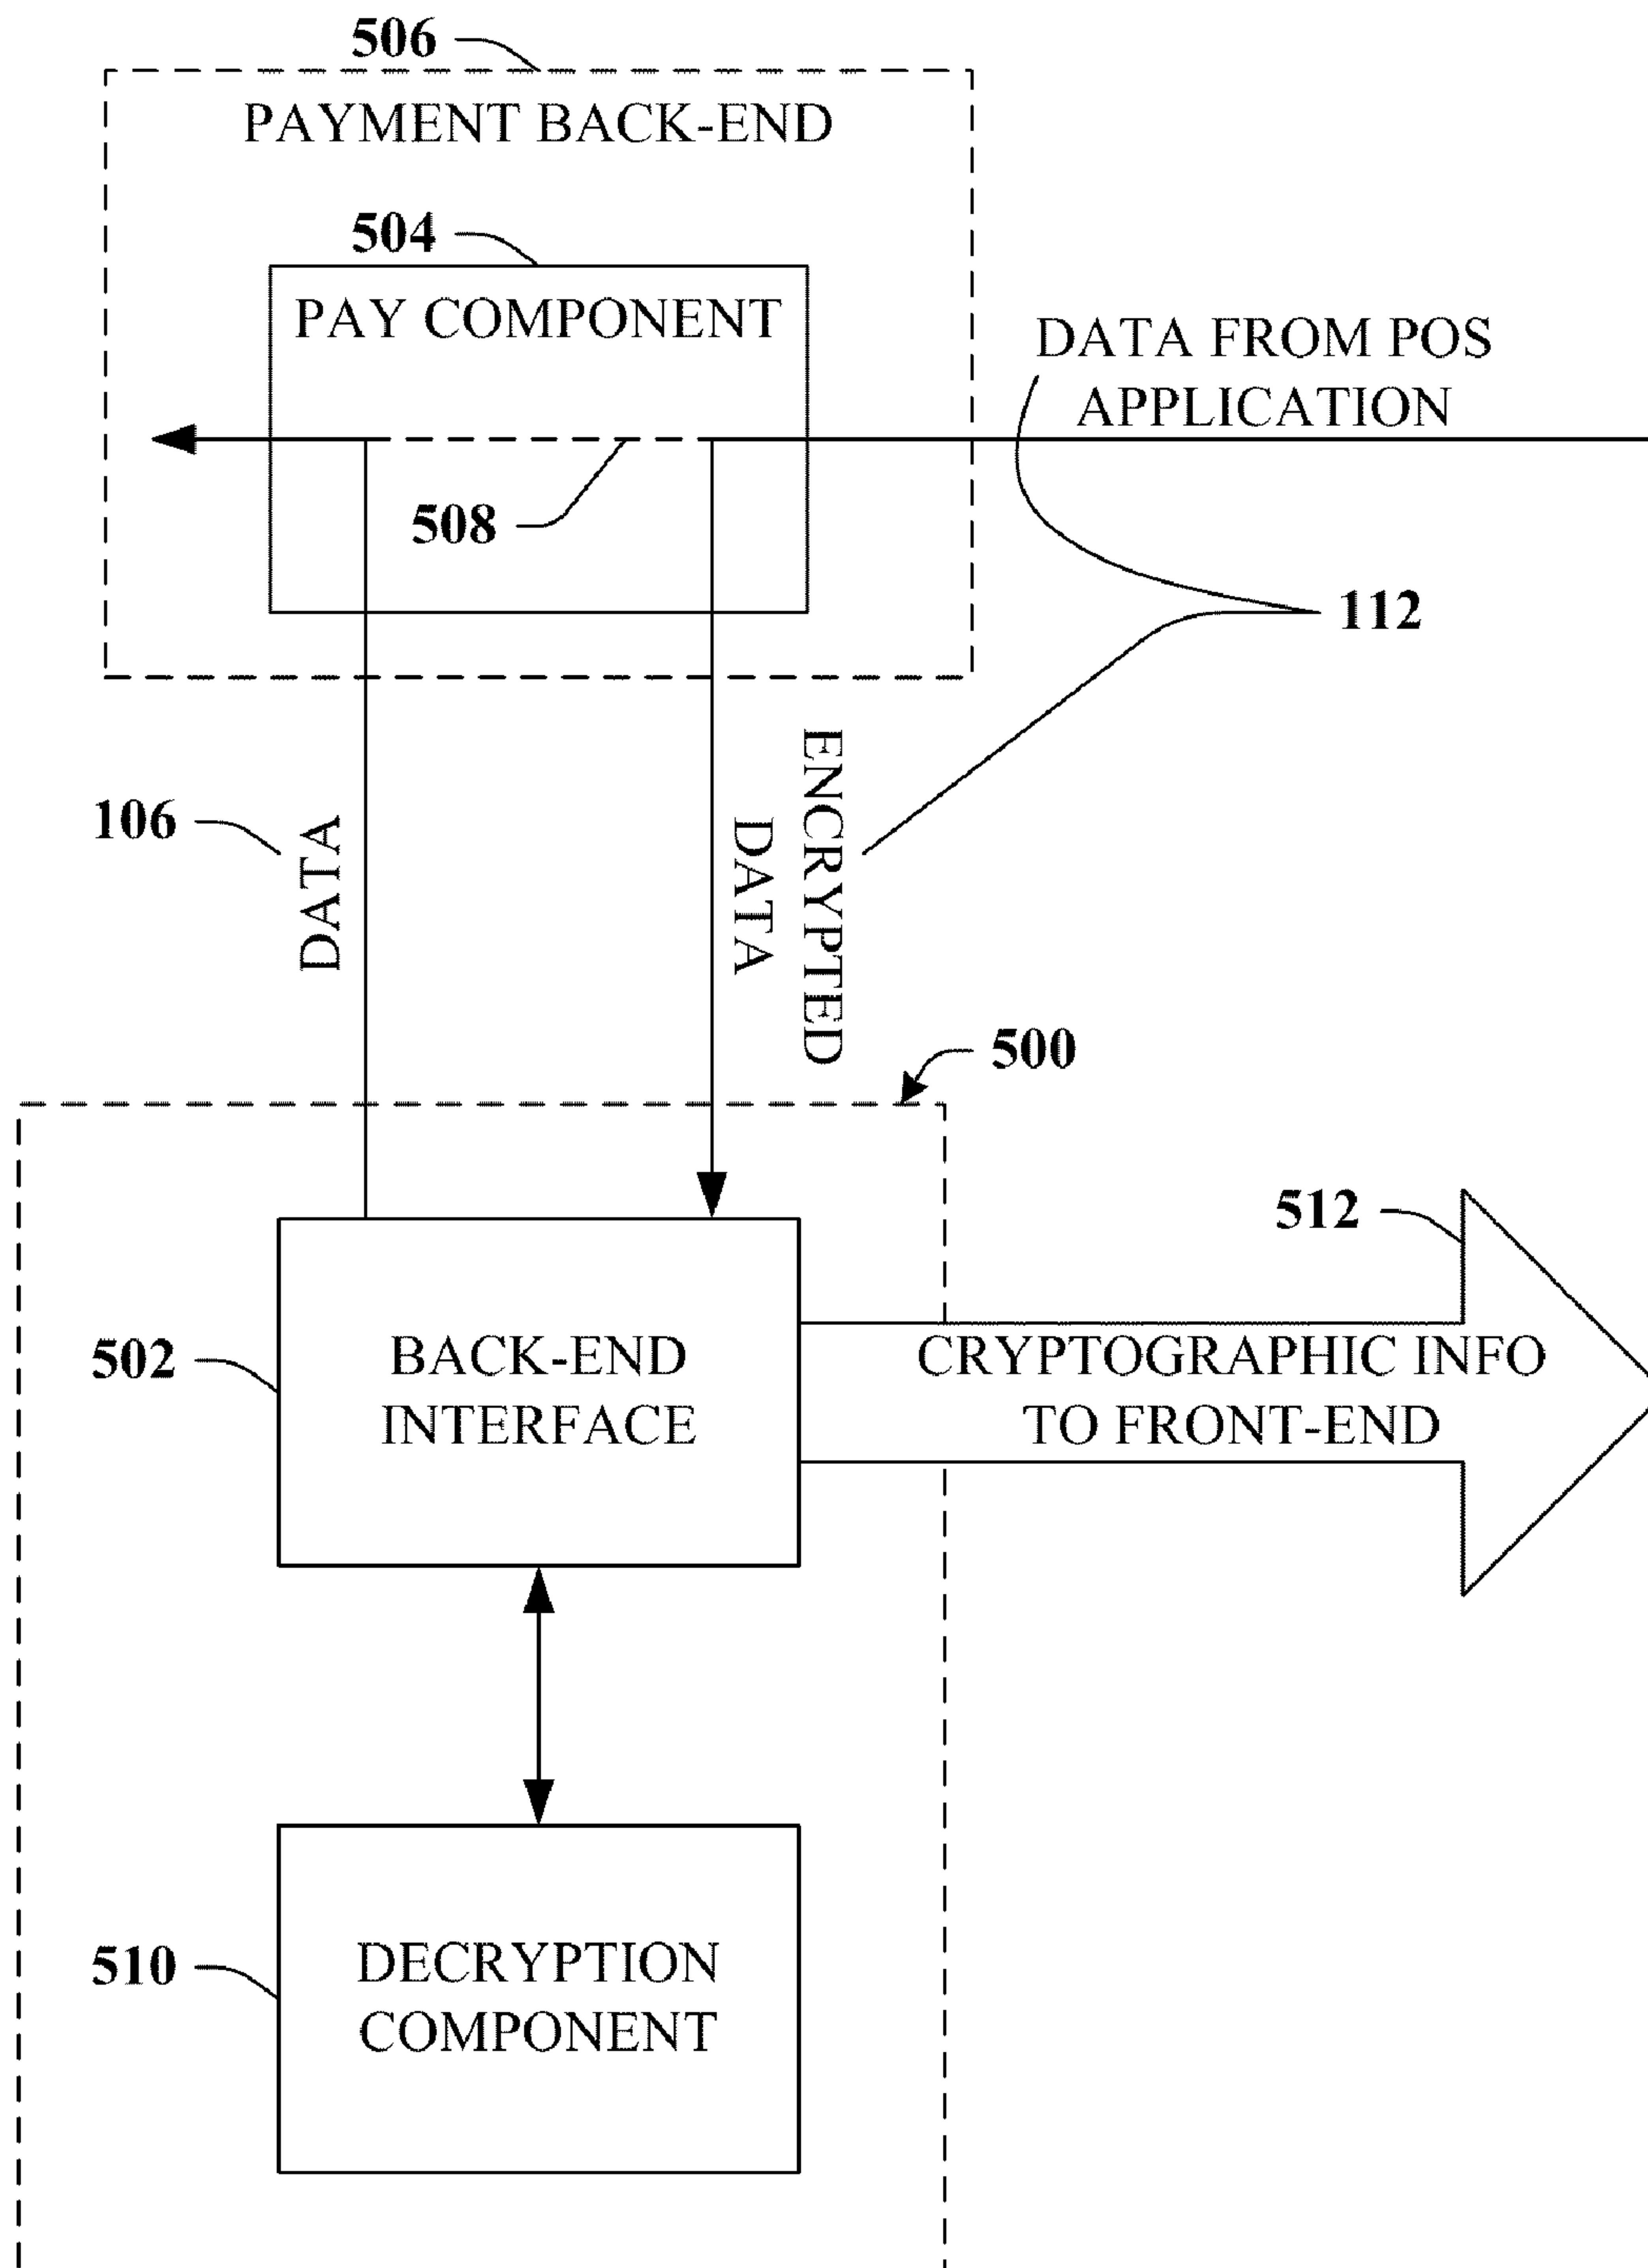 506
PAYMENT BACK-END
504
PAY COMPONENT
DATA FROM POS
APPLICATION
508
112
106
DATA
ENCRYPTED
DATA
500
512
502
BACK-END
INTERFACE
CRYPTOGRAPHIC INFO
TO FRONT-END
510
DECRYPTION
COMPONENT